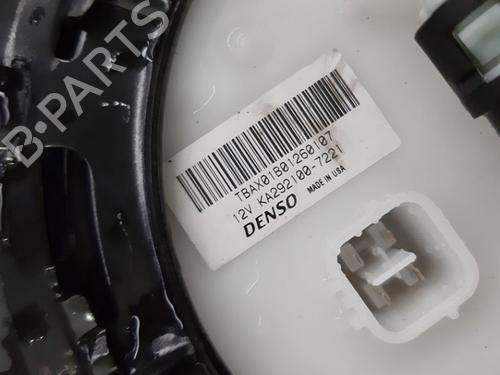 B-PARTS
TBAX01B01260107
12V KA292100-7221
DENSO MADE IN USA